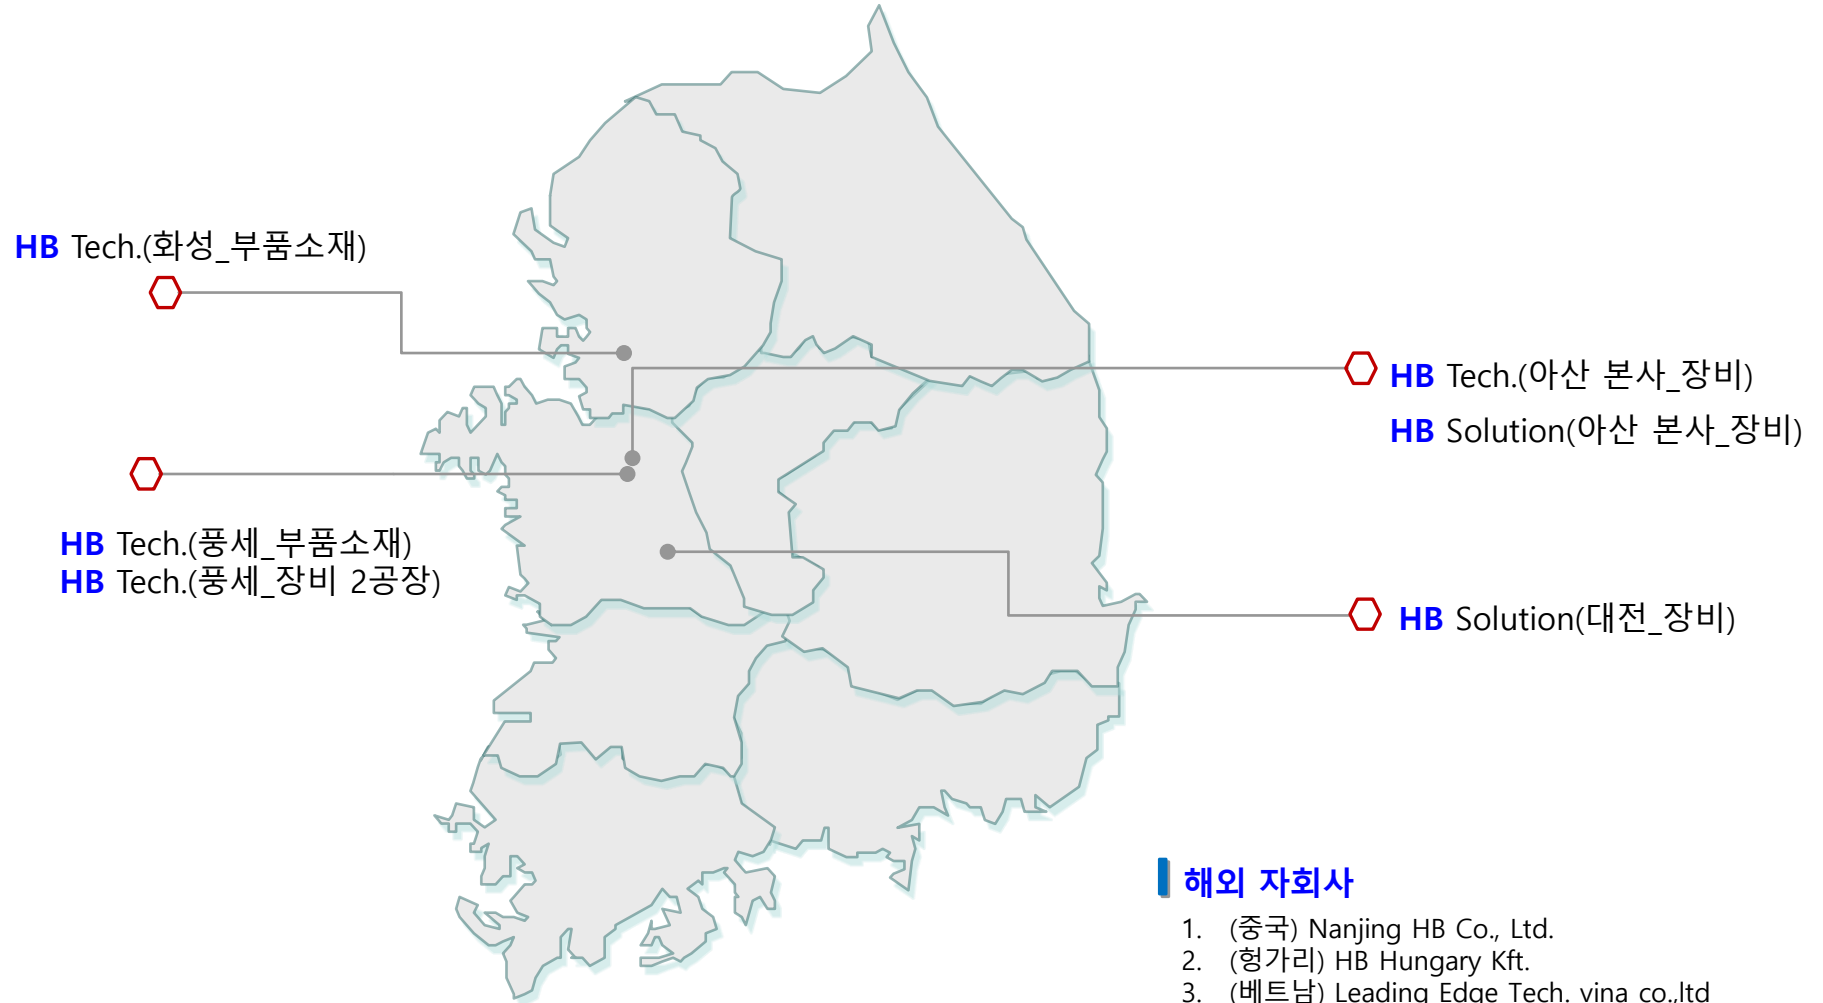 HB Tech.(화성_부품소재)
HB Tech.(아산 본사_장비)
HB Solution(아산 본사_장비)
HB Tech.(풍세_부품소재)
HB Tech.(풍세_장비 2공장)
HB Solution(대전_장비)
해외 자회사
1. (중국) Nanjing HB Co., Ltd.
2. (헝가리) HB Hungary Kft.
3. (베트남) Leading Edge Tech. vina co.,ltd